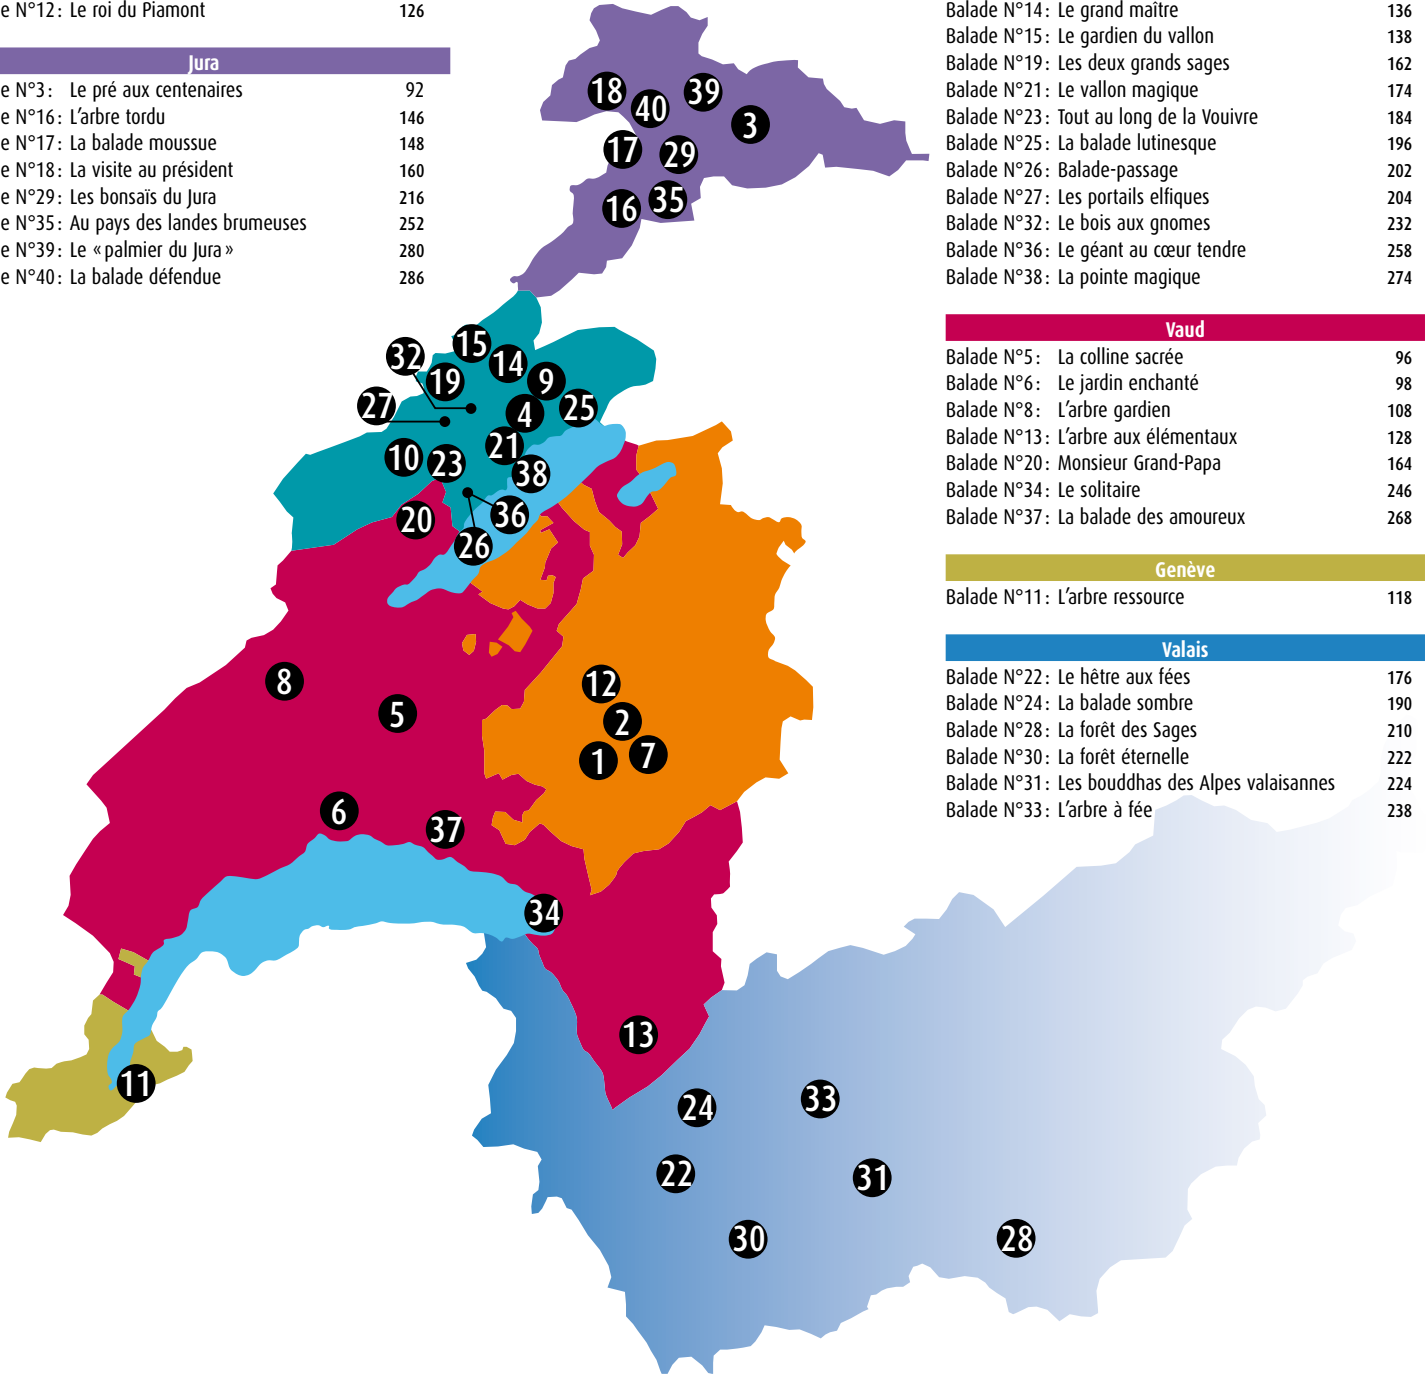 e N°12: Le roi du Piamont 126
Jura
e N°3: Le pré aux centenaires 92
e N°16: L'arbre tordu 146
e N°17: La balade moussue 148
e N°18: La visite au président 160
e N°29: Les bonsaïs du Jura 216
e N°35: Au pays des landes brumeuses 252
e N°39: Le «palmier du Jura» 280
e N°40: La balade défendue 286
Balade N°14: Le grand maître 136
Balade N°15: Le gardien du vallon 138
Balade N°19: Les deux grands sages 162
Balade N°21: Le vallon magique 174
Balade N°23: Tout au long de la Vouivre 184
Balade N°25: La balade lutinesque 196
Balade N°26: Balade-passage 202
Balade N°27: Les portails elfiques 204
Balade N°32: Le bois aux gnomes 232
Balade N°36: Le géant au cœur tendre 258
Balade N°38: La pointe magique 274
Vaud
Balade N°5: La colline sacrée 96
Balade N°6: Le jardin enchanté 98
Balade N°8: L'arbre gardien 108
Balade N°13: L'arbre aux élémentaux 128
Balade N°20: Monsieur Grand-Papa 164
Balade N°34: Le solitaire 246
Balade N°37: La balade des amoureux 268
Genève
Balade N°11: L'arbre ressource 118
Valais
Balade N°22: Le hêtre aux fées 176
Balade N°24: La balade sombre 190
Balade N°28: La forêt des Sages 210
Balade N°30: La forêt éternelle 222
Balade N°31: Les bouddhas des Alpes valaisannes 224
Balade N°33: L'arbre à fée 238
18
40
39
3
17
29
16
35
15
32
14
19
9
27
4
25
21
10
23
38
20
36
26
8
5
12
2
1
7
6
37
34
13
11
24
33
22
31
30
28